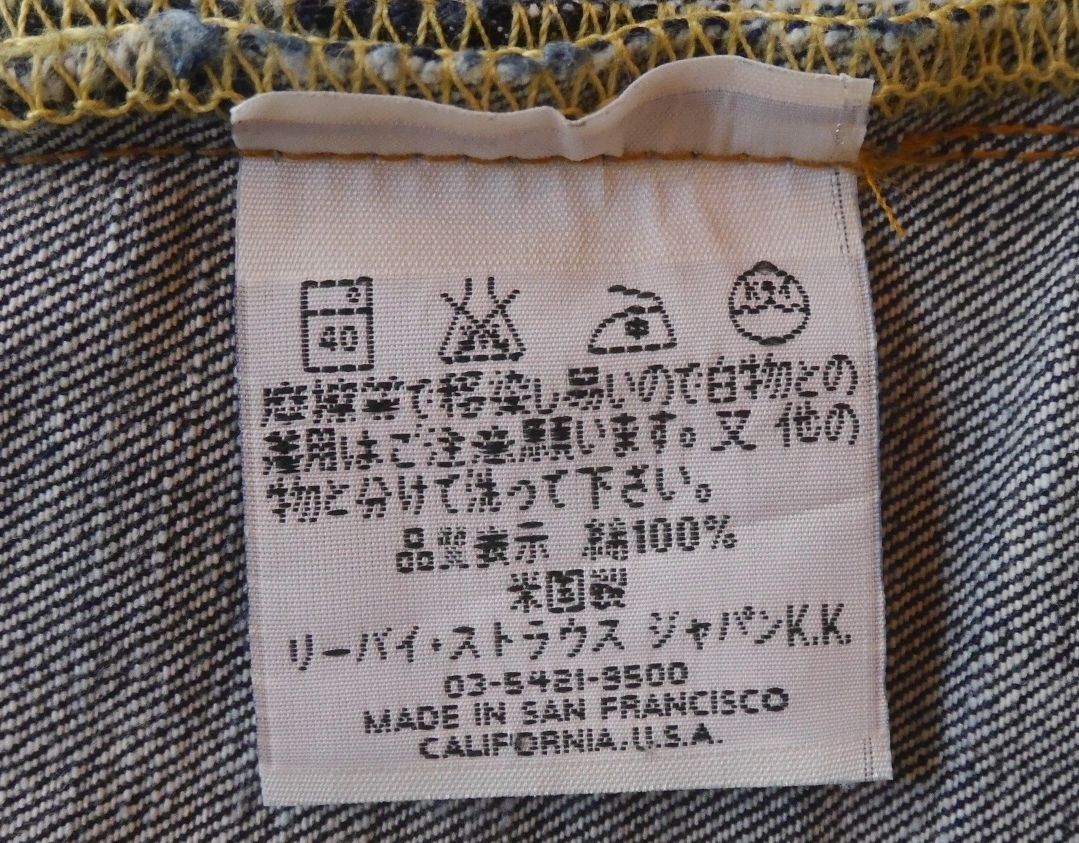 40
摩擦等で移染し易いので白物との
着用はご注意願います。又 他の
物と分けて洗って下さい。
品質表示 綿100%
米国製
リーバイ・ストラウス ジャパンK.K.
03-5421-9500
MADE IN SAN FRANCISCO
CALIFORNIA.U.S.A.